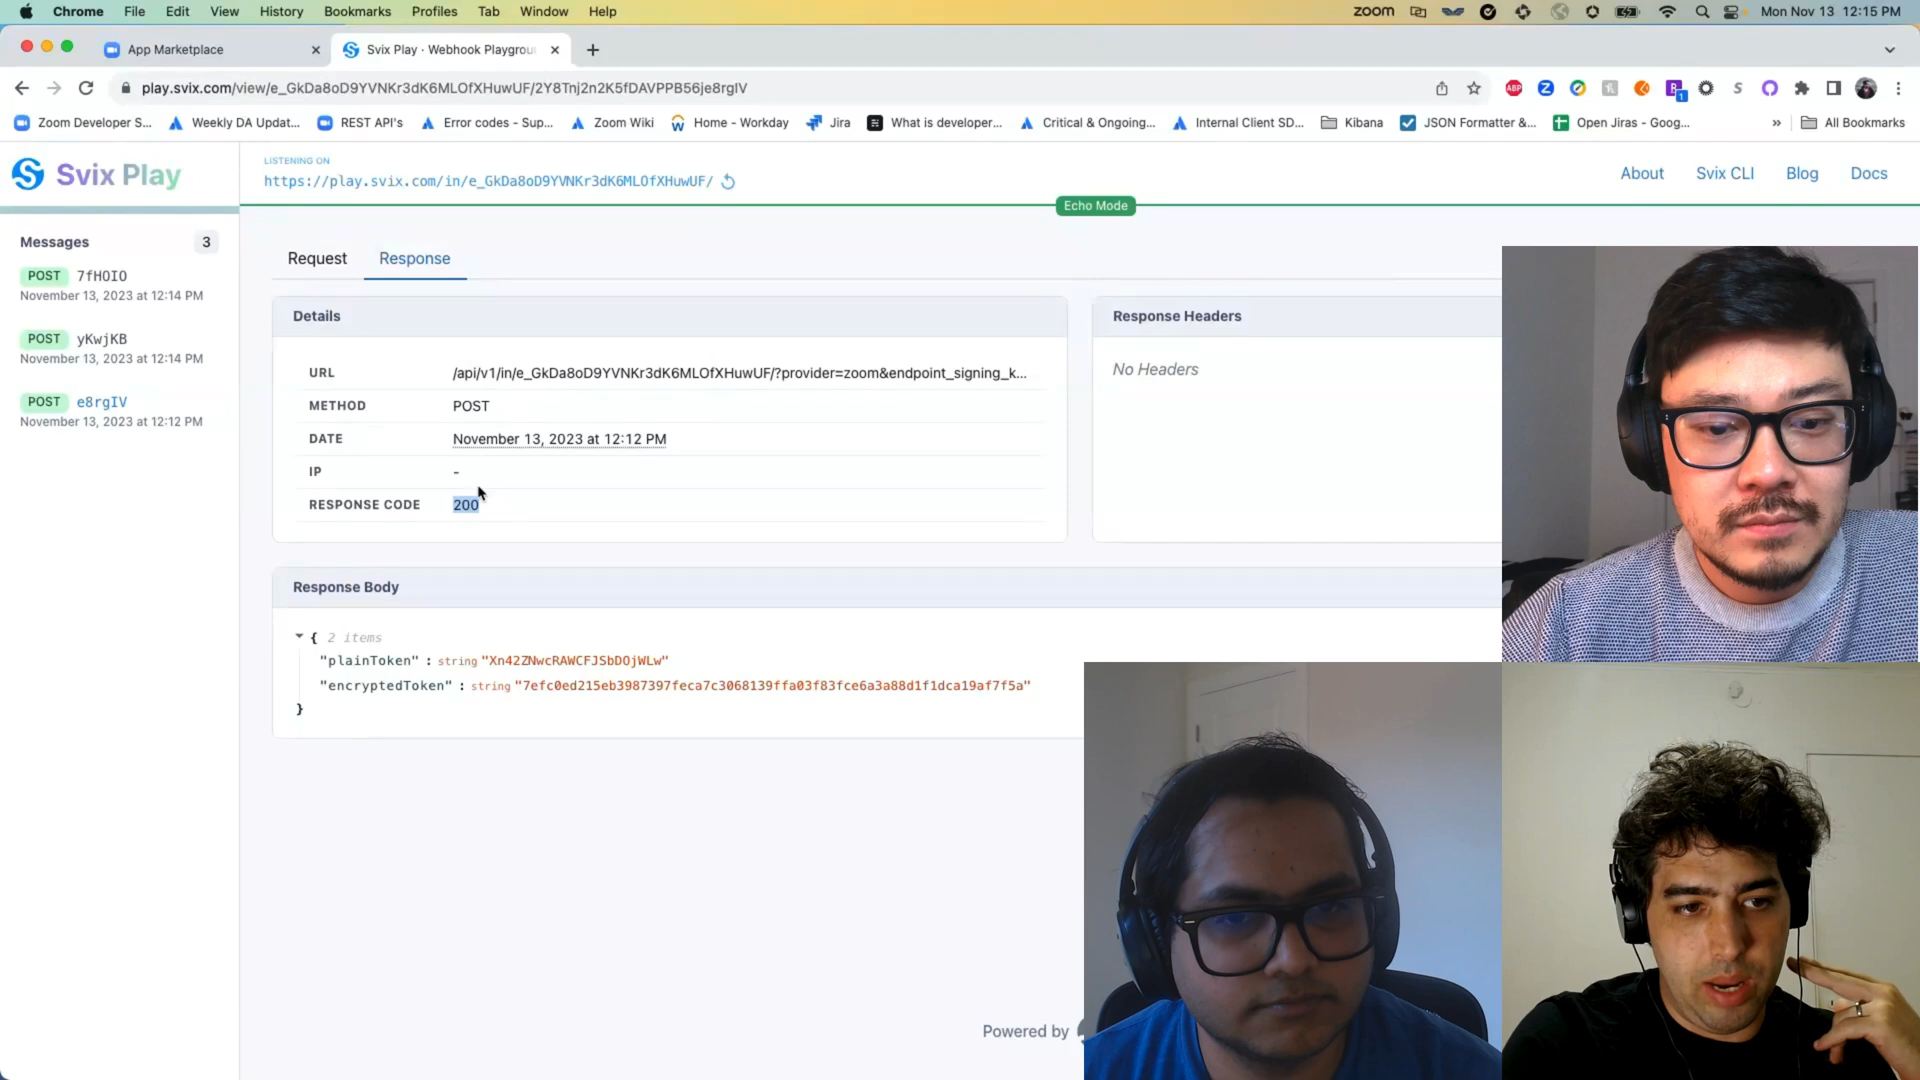 Chrome File Edit View History Bookmarks Profiles Tab Window Help
zoom Mon Nov 13 12:15 PM
App Marketplace
Svix Play · Webhook Playgrou
play.svix.com/view/e_GkDa8oD9YVNKr3dK6MLOfXHuwUF/2Y8Tnj2n2K5fDAVPPB56je8rgIV
ABP
Z
B
1
S
Zoom Developer S...
Weekly DA Updat...
REST API's
Error codes - Sup...
Zoom Wiki
Home - Workday
Jira
What is developer...
Critical & Ongoing...
Internal Client SD...
Kibana
JSON Formatter &...
Open Jiras - Goog...
»
All Bookmarks
Svix Play
LISTENING ON
https://play.svix.com/in/e_GkDa8oD9YVNKr3dK6MLOfXHuwUF/
About
Svix CLI
Blog
Docs
Echo Mode
Messages 3
POST 7fHOIO
November 13, 2023 at 12:14 PM
POST yKwjKB
November 13, 2023 at 12:14 PM
POST e8rgIV
November 13, 2023 at 12:12 PM
Request
Response
Details
URL /api/v1/in/e_GkDa8oD9YVNKr3dK6MLOfXHuwUF/?provider=zoom&endpoint_signing_k...
METHOD POST
DATE November 13, 2023 at 12:12 PM
IP -
RESPONSE CODE 200
Response Headers
No Headers
Response Body
{ 2 items
"plainToken" : string "Xn42ZNwcRAWCFJSbDOjWLw"
"encryptedToken" : string "7efc0ed215eb3987397feca7c3068139ffa03f83fce6a3a88d1f1dca19af7f5a"
}
Powered by